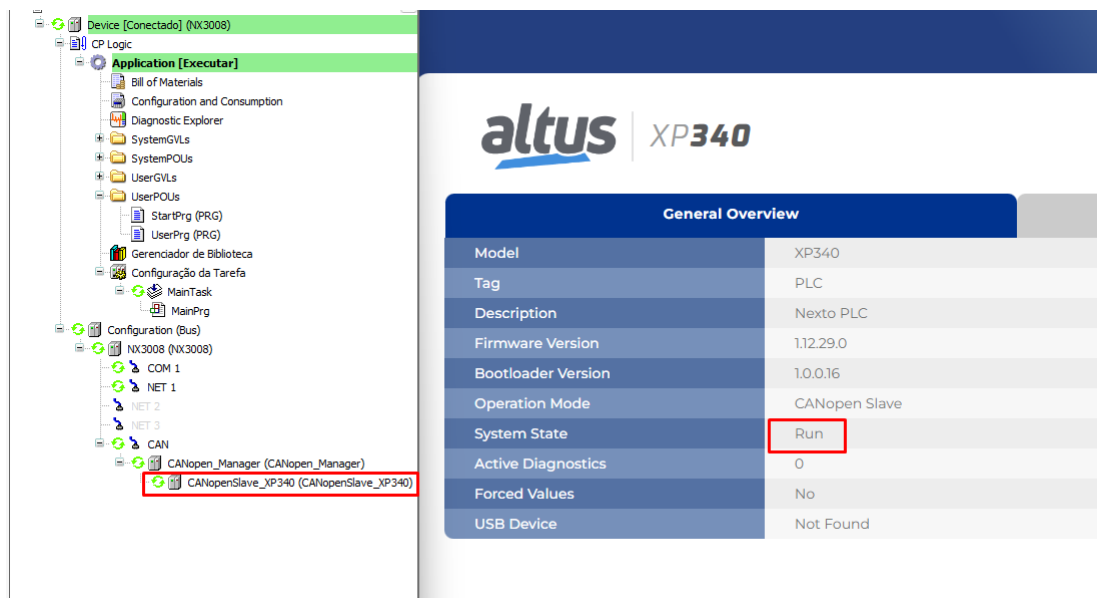 Device [Conectado] (NX3008)
CP Logic
Application [Executar]
Bill of Materials
Configuration and Consumption
Diagnostic Explorer
SystemGVLs
SystemPOUs
UserGVLs
UserPOUs
StartPrg (PRG)
UserPrg (PRG)
Gerenciador de Biblioteca
Configuração da Tarefa
MainTask
MainPrg
Configuration (Bus)
NX3008 (NX3008)
COM 1
NET 1
NET 2
NET 3
CAN
CANopen_Manager (CANopen_Manager)
CANopenSlave_XP340 (CANopenSlave_XP340)
altus XP340
General Overview
Model XP340
Tag PLC
Description Nexto PLC
Firmware Version 1.12.29.0
Bootloader Version 1.0.0.16
Operation Mode CANopen Slave
System State Run
Active Diagnostics 0
Forced Values No
USB Device Not Found